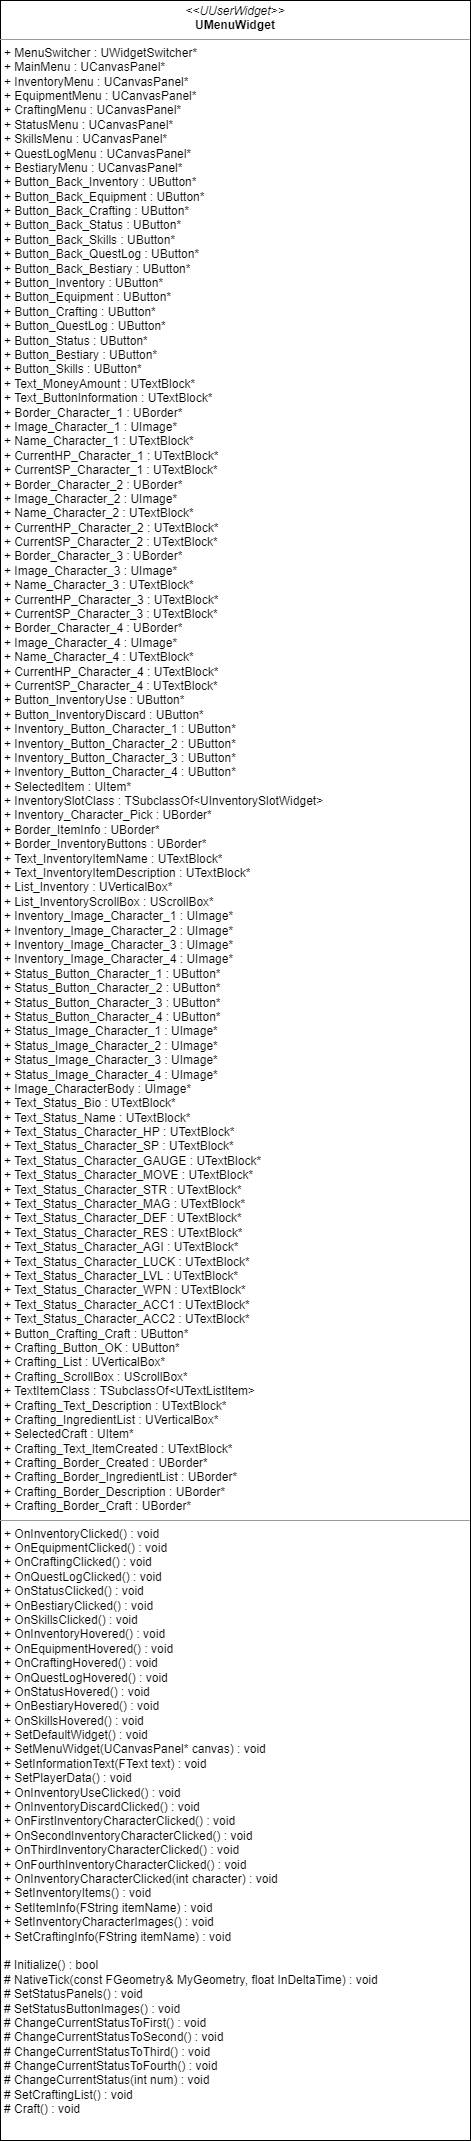 <<UUserWidget>>
UMenuWidget
+ MenuSwitcher : UWidgetSwitcher*
+ MainMenu : UCanvasPanel*
+ InventoryMenu : UCanvasPanel*
+ EquipmentMenu : UCanvasPanel*
+ CraftingMenu : UCanvasPanel*
+ StatusMenu : UCanvasPanel*
+ SkillsMenu : UCanvasPanel*
+ QuestLogMenu : UCanvasPanel*
+ BestiaryMenu : UCanvasPanel*
+ Button_Back_Inventory : UButton*
+ Button_Back_Equipment : UButton*
+ Button_Back_Crafting : UButton*
+ Button_Back_Status : UButton*
+ Button_Back_Skills : UButton*
+ Button_Back_QuestLog : UButton*
+ Button_Back_Bestiary : UButton*
+ Button_Inventory : UButton*
+ Button_Equipment : UButton*
+ Button_Crafting : UButton*
+ Button_QuestLog : UButton*
+ Button_Status : UButton*
+ Button_Bestiary : UButton*
+ Button_Skills : UButton*
+ Text_MoneyAmount : UTextBlock*
+ Text_ButtonInformation : UTextBlock*
+ Border_Character_1 : UBorder*
+ Image_Character_1 : UImage*
+ Name_Character_1 : UTextBlock*
+ CurrentHP_Character_1 : UTextBlock*
+ CurrentSP_Character_1 : UTextBlock*
+ Border_Character_2 : UBorder*
+ Image_Character_2 : UImage*
+ Name_Character_2 : UTextBlock*
+ CurrentHP_Character_2 : UTextBlock*
+ CurrentSP_Character_2 : UTextBlock*
+ Border_Character_3 : UBorder*
+ Image_Character_3 : UImage*
+ Name_Character_3 : UTextBlock*
+ CurrentHP_Character_3 : UTextBlock*
+ CurrentSP_Character_3 : UTextBlock*
+ Border_Character_4 : UBorder*
+ Image_Character_4 : UImage*
+ Name_Character_4 : UTextBlock*
+ CurrentHP_Character_4 : UTextBlock*
+ CurrentSP_Character_4 : UTextBlock*
+ Button_InventoryUse : UButton*
+ Button_InventoryDiscard : UButton*
+ Inventory_Button_Character_1 : UButton*
+ Inventory_Button_Character_2 : UButton*
+ Inventory_Button_Character_3 : UButton*
+ Inventory_Button_Character_4 : UButton*
+ SelectedItem : UItem*
+ InventorySlotClass : TSubclassOf<UInventorySlotWidget>
+ Inventory_Character_Pick : UBorder*
+ Border_ItemInfo : UBorder*
+ Border_InventoryButtons : UBorder*
+ Text_InventoryItemName : UTextBlock*
+ Text_InventoryItemDescription : UTextBlock*
+ List_Inventory : UVerticalBox*
+ List_InventoryScrollBox : UScrollBox*
+ Inventory_Image_Character_1 : UImage*
+ Inventory_Image_Character_2 : UImage*
+ Inventory_Image_Character_3 : UImage*
+ Inventory_Image_Character_4 : UImage*
+ Status_Button_Character_1 : UButton*
+ Status_Button_Character_2 : UButton*
+ Status_Button_Character_3 : UButton*
+ Status_Button_Character_4 : UButton*
+ Status_Image_Character_1 : UImage*
+ Status_Image_Character_2 : UImage*
+ Status_Image_Character_3 : UImage*
+ Status_Image_Character_4 : UImage*
+ Image_CharacterBody : UImage*
+ Text_Status_Bio : UTextBlock*
+ Text_Status_Name : UTextBlock*
+ Text_Status_Character_HP : UTextBlock*
+ Text_Status_Character_SP : UTextBlock*
+ Text_Status_Character_GAUGE : UTextBlock*
+ Text_Status_Character_MOVE : UTextBlock*
+ Text_Status_Character_STR : UTextBlock*
+ Text_Status_Character_MAG : UTextBlock*
+ Text_Status_Character_DEF : UTextBlock*
+ Text_Status_Character_RES : UTextBlock*
+ Text_Status_Character_AGI : UTextBlock*
+ Text_Status_Character_LUCK : UTextBlock*
+ Text_Status_Character_LVL : UTextBlock*
+ Text_Status_Character_WPN : UTextBlock*
+ Text_Status_Character_ACC1 : UTextBlock*
+ Text_Status_Character_ACC2 : UTextBlock*
+ Button_Crafting_Craft : UButton*
+ Crafting_Button_OK : UButton*
+ Crafting_List : UVerticalBox*
+ Crafting_ScrollBox : UScrollBox*
+ TextItemClass : TSubclassOf<UTextListItem>
+ Crafting_Text_Description : UTextBlock*
+ Crafting_IngredientList : UVerticalBox*
+ SelectedCraft : UItem*
+ Crafting_Text_ItemCreated : UTextBlock*
+ Crafting_Border_Created : UBorder*
+ Crafting_Border_IngredientList : UBorder*
+ Crafting_Border_Description : UBorder*
+ Crafting_Border_Craft : UBorder*
+ OnInventoryClicked() : void
+ OnEquipmentClicked() : void
+ OnCraftingClicked() : void
+ OnQuestLogClicked() : void
+ OnStatusClicked() : void
+ OnBestiaryClicked() : void
+ OnSkillsClicked() : void
+ OnInventoryHovered() : void
+ OnEquipmentHovered() : void
+ OnCraftingHovered() : void
+ OnQuestLogHovered() : void
+ OnStatusHovered() : void
+ OnBestiaryHovered() : void
+ OnSkillsHovered() : void
+ SetDefaultWidget() : void
+ SetMenuWidget(UCanvasPanel* canvas) : void
+ SetInformationText(FText text) : void
+ SetPlayerData() : void
+ OnInventoryUseClicked() : void
+ OnInventoryDiscardClicked() : void
+ OnFirstInventoryCharacterClicked() : void
+ OnSecondInventoryCharacterClicked() : void
+ OnThirdInventoryCharacterClicked() : void
+ OnFourthInventoryCharacterClicked() : void
+ OnInventoryCharacterClicked(int character) : void
+ SetInventoryItems() : void
+ SetItemInfo(FString itemName) : void
+ SetInventoryCharacterImages() : void
+ SetCraftingInfo(FString itemName) : void
# Initialize() : bool
# NativeTick(const FGeometry& MyGeometry, float InDeltaTime) : void
# SetStatusPanels() : void
# SetStatusButtonImages() : void
# ChangeCurrentStatusToFirst() : void
# ChangeCurrentStatusToSecond() : void
# ChangeCurrentStatusToThird() : void
# ChangeCurrentStatusToFourth() : void
# ChangeCurrentStatus(int num) : void
# SetCraftingList() : void
# Craft() : void